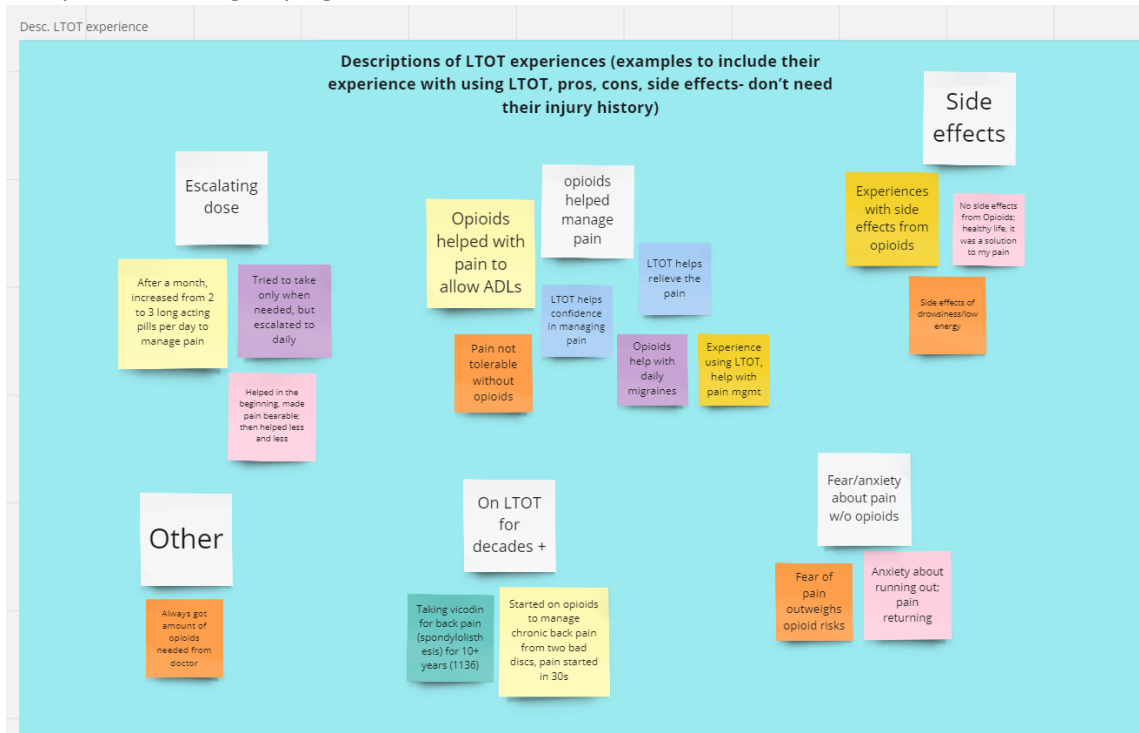 Desc. LTOT experience
Descriptions of LTOT experiences (examples to include their
experience with using LTOT, pros, cons, side effects- don't need
their injury history)
Escalating
dose
After a month,
increased from 2
to 3 long acting
pills per day to
manage pain
Tried to take
only when
needed, but
escalated to
daily
Helped in the
beginning, made
pain bearable;
then helped less
and less
opioids
helped
manage
pain
Opioids
helped with
pain to
allow ADLs
LTOT helps
relieve the
pain
LTOT helps
confidence
in managing
pain
Pain not
tolerable
without
opioids
Opioids
help with
daily
migraines
Experience
using LTOT,
help with
pain mgmt
Side
effects
Experiences
with side
effects from
opioids
No side effects
from Opioids;
healthy life, it
was a solution
to my pain
Side effects of
drowsiness/low
energy
Other
Always got
amount of
opioids
needed from
doctor
On LTOT
for
decades +
Taking vicodin
for back pain
(spondylolisth
esis) for 10+
years (1136)
Started on opioids
to manage
chronic back pain
from two bad
discs, pain started
in 30s
Fear/anxiety
about pain
w/o opioids
Fear of
pain
outweighs
opioid risks
Anxiety about
running out;
pain
returning